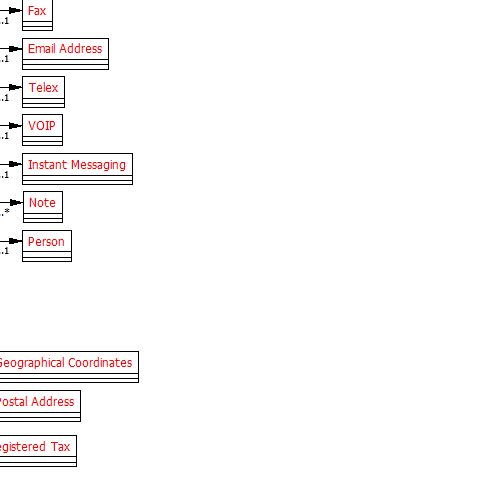 Fax
..1
Email Address
..1
Telex
..1
VOIP
..1
Instant Messaging
..1
Note
..*
Person
..1
Geographical Coordinates
Postal Address
egistered Tax